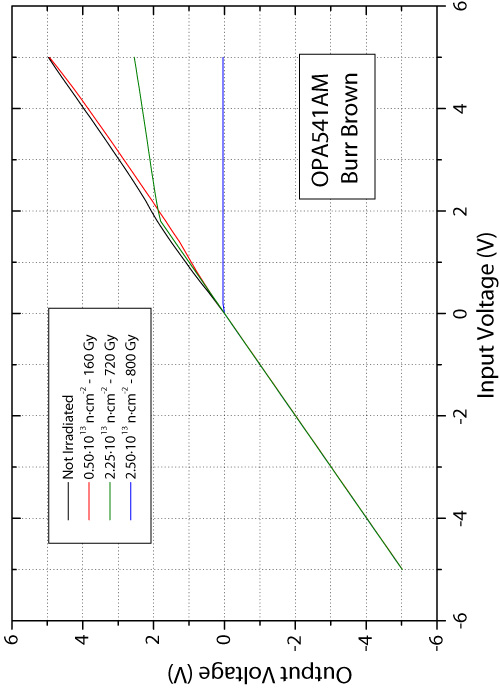 OPA541AM
Burr Brown
Not Irradiated
0.50·10¹³ n·cm⁻² - 160 Gy
2.25·10¹³ n·cm⁻² - 720 Gy
2.50·10¹³ n·cm⁻² - 800 Gy
Output Voltage (V)
6
4
2
0
-2
-4
-6
-6
-4
-2
0
2
4
6
Input Voltage (V)